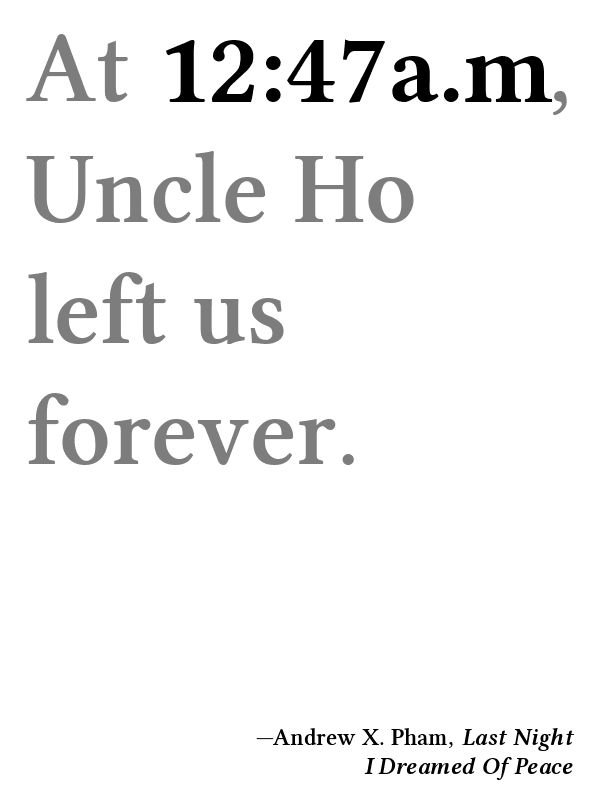 At 12:47a.m,
Uncle Ho
left us
forever.
—Andrew X. Pham, Last Night
I Dreamed Of Peace